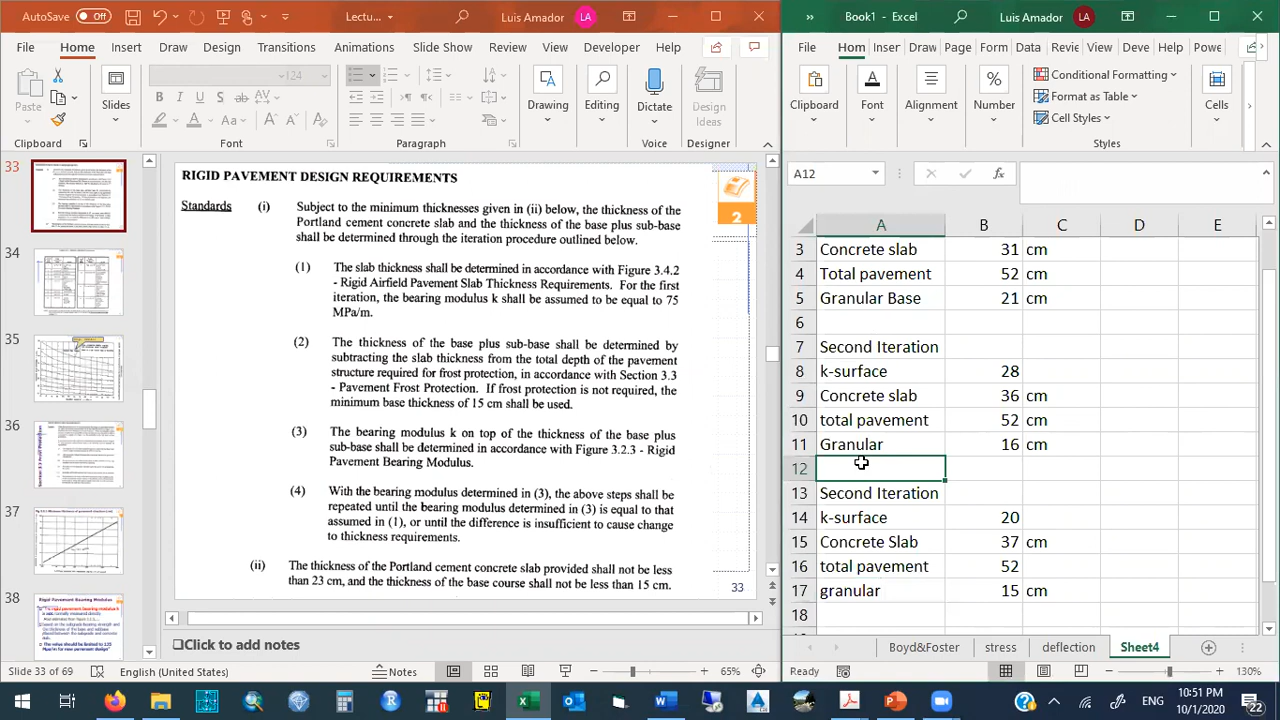 AutoSave Off Lectu... Luis Amador LA
File Home Insert Draw Design Transitions Animations Slide Show Review View Developer Help
Paste Slides Drawing Editing Dictate Design Ideas
Clipboard Font Paragraph Voice Designer
33
34
35
36
37
38
RIGID PAVEMENT DESIGN REQUIREMENTS
Standards (i) Subject to the minimum thicknesses given in (ii) below, the thickness of the
Portland cement concrete slab and the thickness of the base plus sub-base
shall be determined through the iteration procedure outlined below.
(1) The slab thickness shall be determined in accordance with Figure 3.4.2
- Rigid Airfield Pavement Slab Thickness Requirements. For the first
iteration, the bearing modulus k shall be assumed to be equal to 75
MPa/m.
(2) The thickness of the base plus sub-base shall be determined by
subtracting the slab thickness from the total depth of the pavement
structure required for frost protection, in accordance with Section 3.3
- Pavement Frost Protection. If frost protection is not required, the
minimum base thickness of 15 cm shall be used.
(3) The bearing modulus k on top of the thickness of the base plus
sub-base shall be determined in accordance with Figure 3.2.3 - Rigid
Pavement Bearing Modulus.
(4) With the bearing modulus determined in (3), the above steps shall be
repeated until the bearing modulus determined in (3) is equal to that
assumed in (1), or until the difference is insufficient to cause change
to thickness requirements.
(ii) The thickness of the Portland cement concrete slab provided shall not be less
than 23 cm, and the thickness of the base course shall not be less than 15 cm.
2
33
Click to add notes
Slide 33 of 69 English (United States) Notes 65%
Book1 - Excel Luis Amador LA
File Hom Inser Draw Page Form Data Revie View Deve Help Powe
Clipboard Font Alignment Number Conditional Formatting Format as Table Cell Styles Cells
Styles
fx
A B C D E
3 Concrete slab 31 cm
4 Total pavement 52 cm
5 Granular Base 21 cm
6
7 Second Iteration
8 k-surface 28
9 Concrete slab 36 cm
10 total pavement 52 cm
11 Granular 16 cm
12
13 Second Iteration
14 k-surface 20
15 Concrete Slab 37 cm
16 total pavement 52 cm
granular 15 cm
Boyd&Foster stress deflection Sheet4
Ready 130%
ENG 10:51 PM
10/1/2020 22